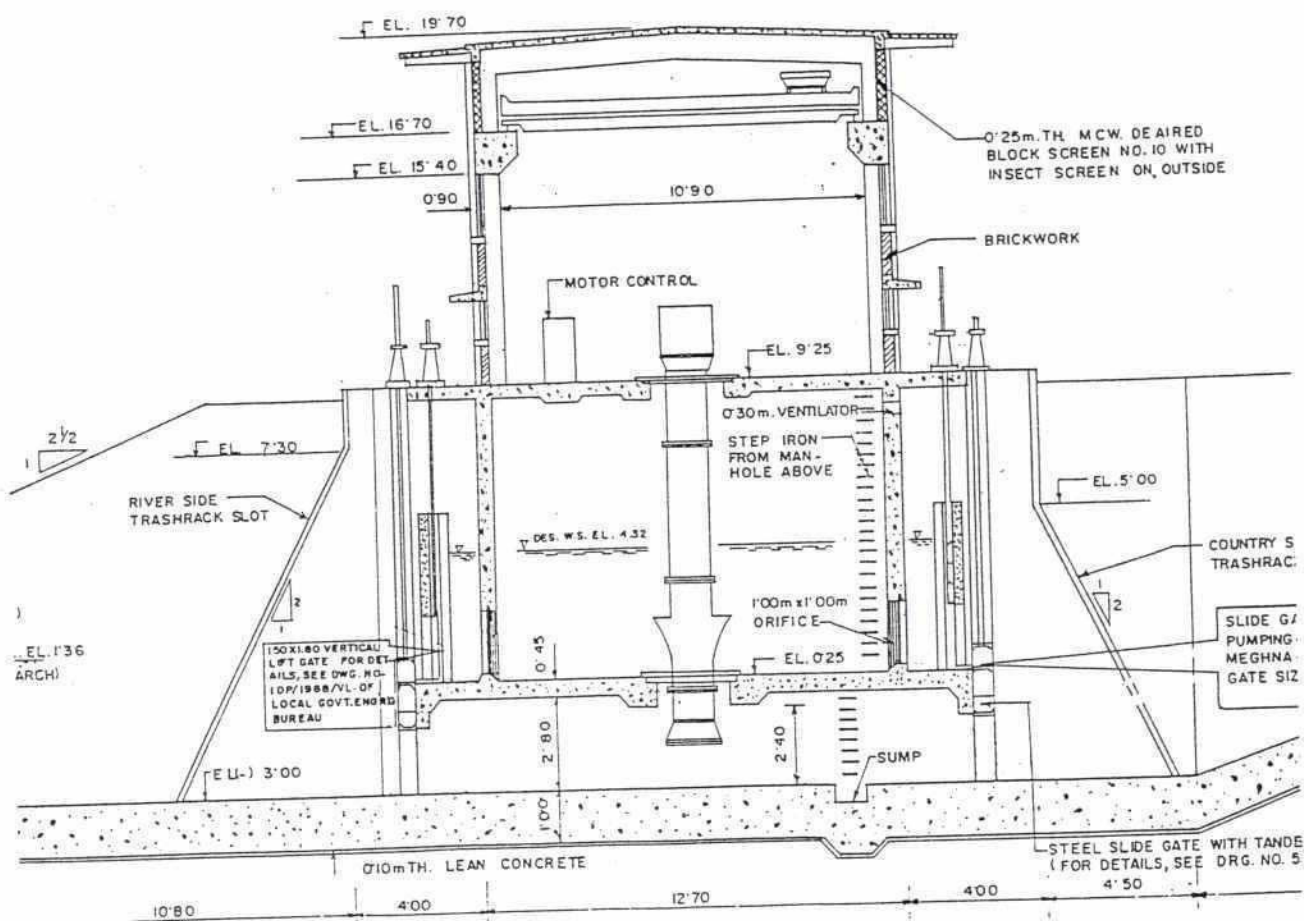 EL. 19'70
EL. 16'70
EL. 15'40
0'90
10'90
0'25m. TH. M.C.W. DEAIRED
BLOCK SCREEN NO. 10 WITH
INSECT SCREEN ON, OUTSIDE
BRICKWORK
MOTOR CONTROL
EL. 9'25
2 1/2
1
EL. 7'30
RIVER SIDE
TRASHRACK SLOT
0'30m. VENTILATOR
STEP IRON
FROM MAN-
HOLE ABOVE
EL. 5'00
DES. W.S. EL. 4.32
COUNTRY S
TRASHRAC
1
2
2
1
1'00m x 1'00m
ORIFICE
)
EL. 1'36
ARCH)
150X1.80 VERTICAL
LIFT GATE FOR DET
AILS, SEE DWG. NO-
IDP/1988/VL-OF
LOCAL GOVT. ENGRD
BUREAU
0'45
EL. 0'25
SLIDE GA
PUMPING
MEGHNA-
GATE SIZ
2'80
2'40
SUMP
EL(-) 3'00
1'00
0'10m TH. LEAN CONCRETE
STEEL SLIDE GATE WITH TANDE
(FOR DETAILS, SEE DRG. NO. 5
10'80
4'00
12'70
4'00
4'50